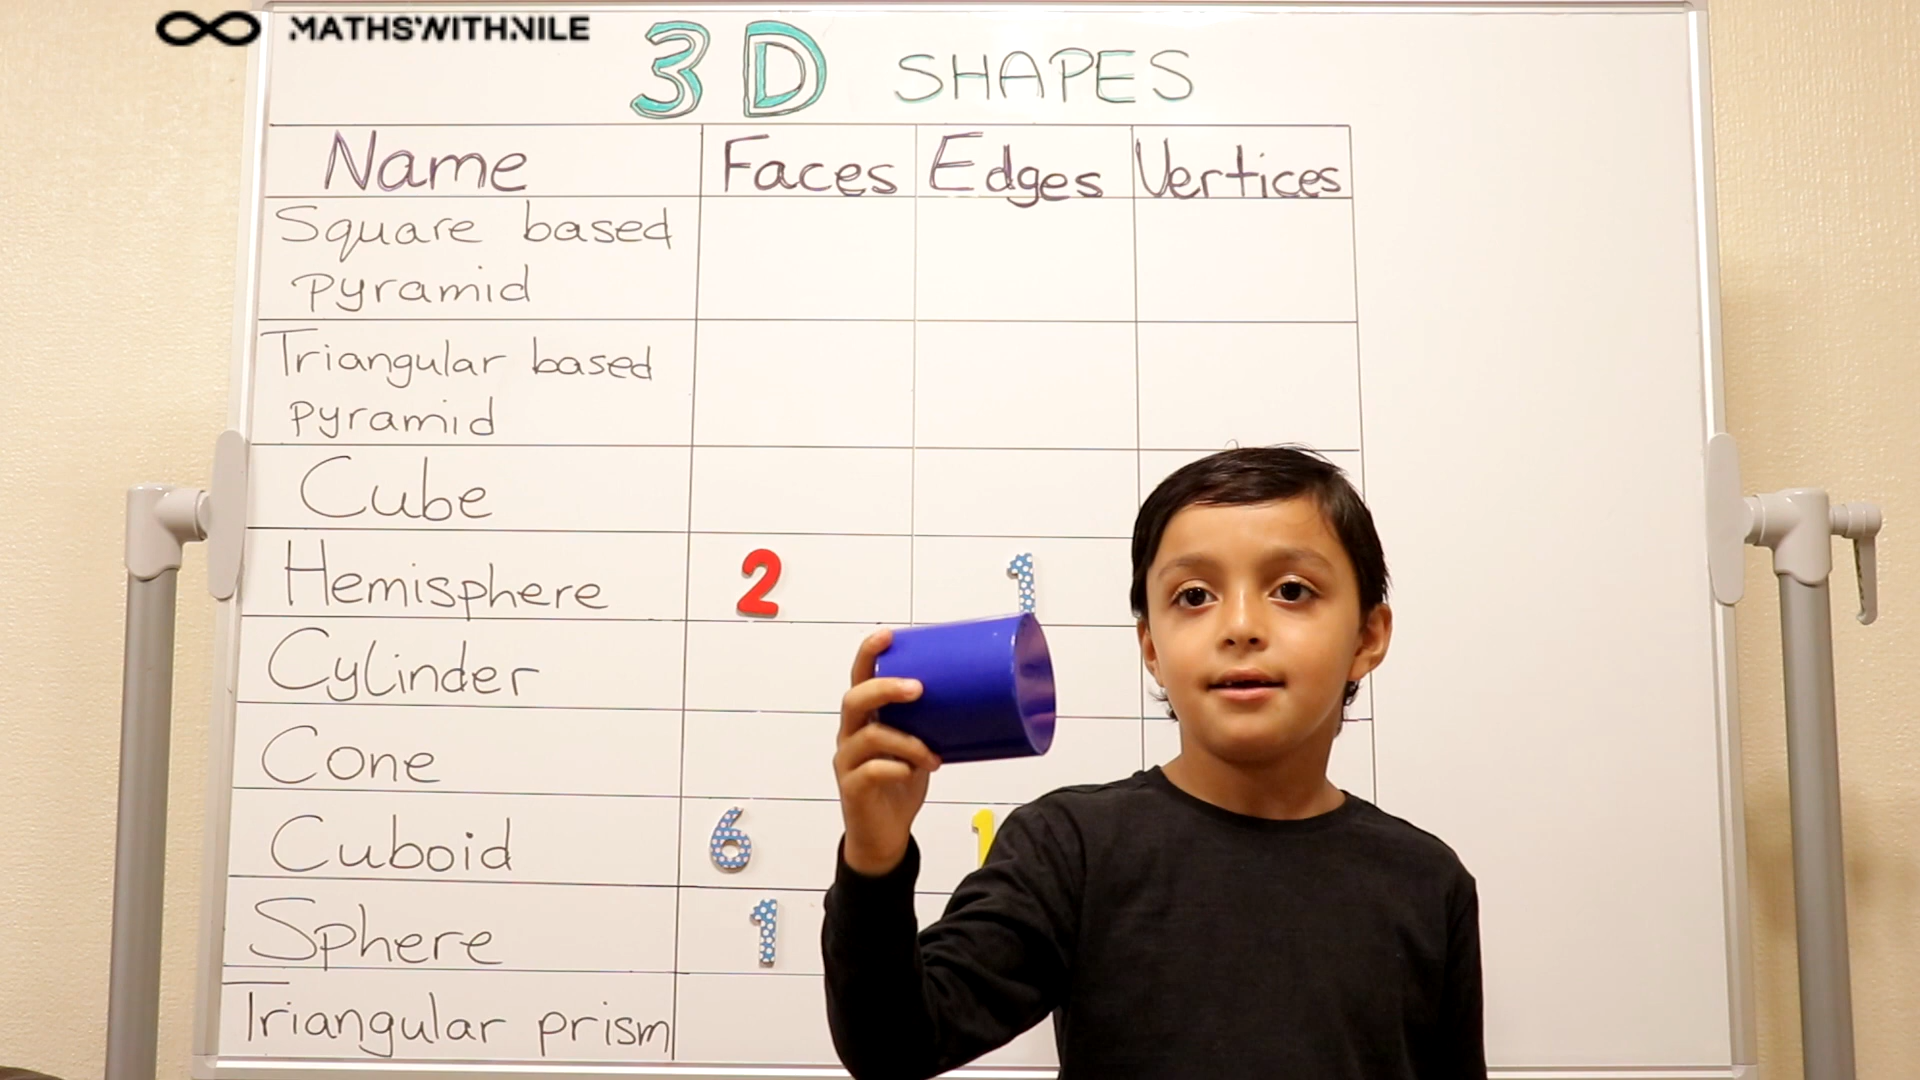 MATHSWITHNILE
3D SHAPES
Name Faces Edges Vertices
Square based
pyramid
Triangular based
pyramid
Cube
Hemisphere 2 1
Cylinder
Cone
Cuboid 6 1
Sphere 1
Triangular prism